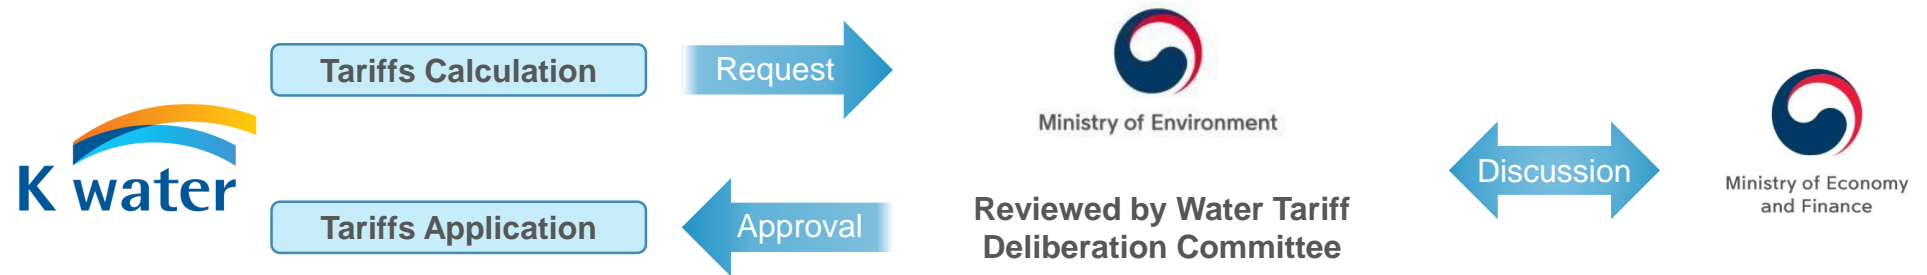 K water
Tariffs Calculation
Request
Ministry of Environment
Tariffs Application
Approval
Reviewed by Water Tariff
Deliberation Committee
Discussion
Ministry of Economy
and Finance